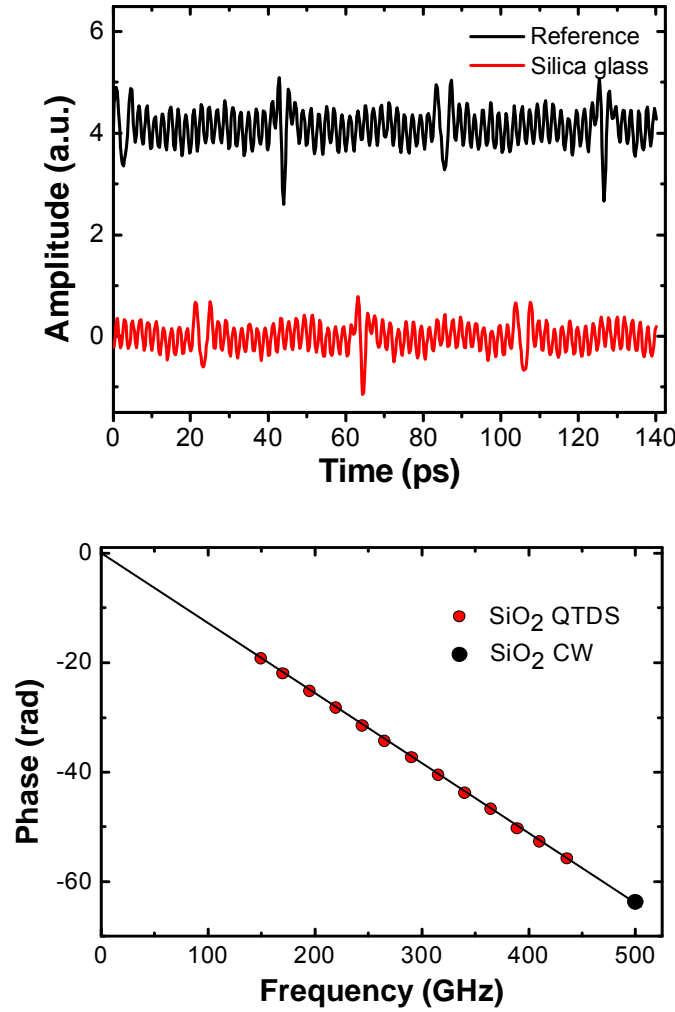 6
4
2
0
Amplitude (a.u.)
Reference
Silica glass
0 20 40 60 80 100 120 140
Time (ps)
0
-20
-40
-60
Phase (rad)
SiO2 QTDS
SiO2 CW
0 100 200 300 400 500
Frequency (GHz)